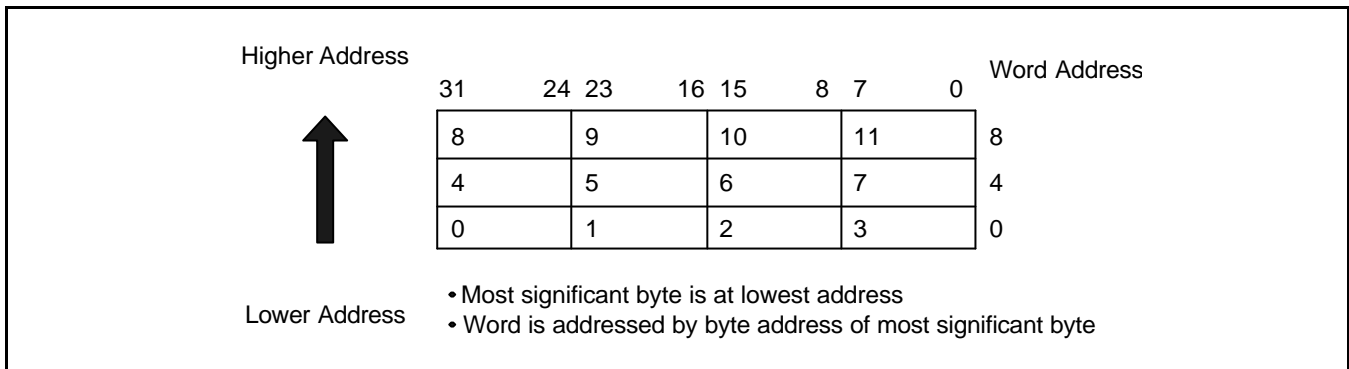 Higher Address
Word Address
31 24 23 16 15 8 7 0
8 9 10 11 8
4 5 6 7 4
0 1 2 3 0
• Most significant byte is at lowest address
Lower Address
• Word is addressed by byte address of most significant byte